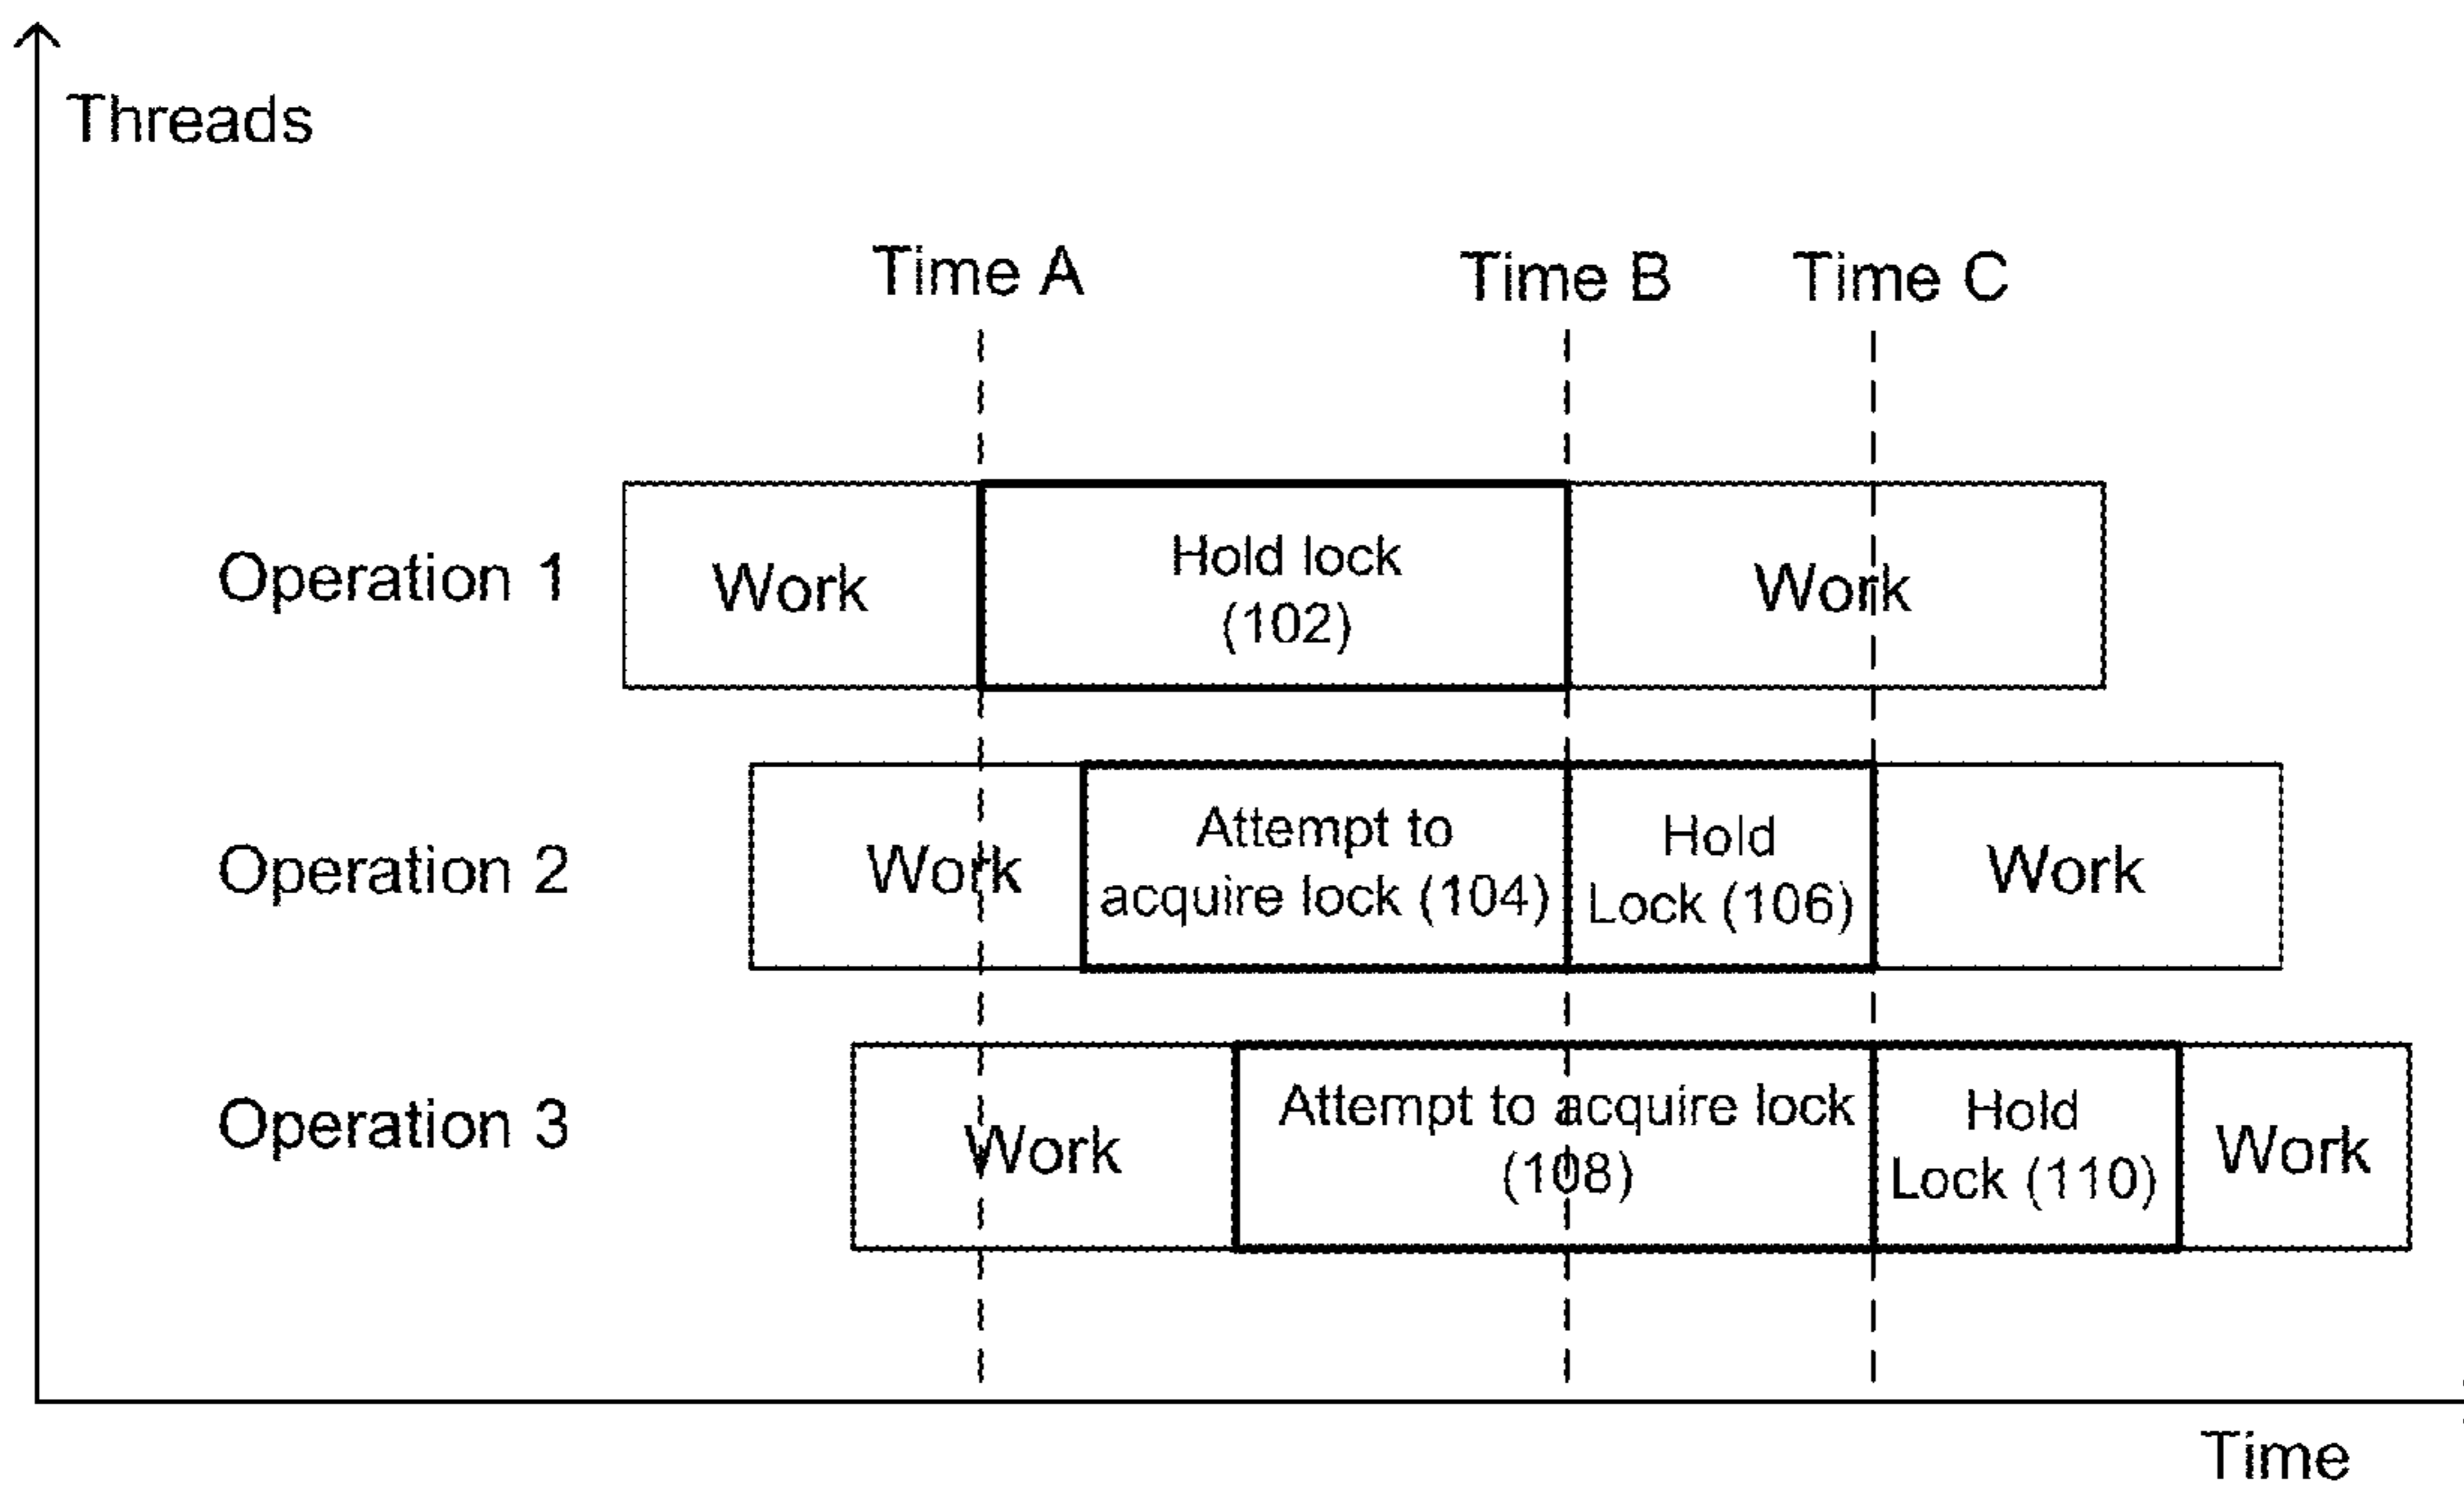 Threads
Time A
Time B
Time C
Operation 1
Work
Hold lock
(102)
Work
Operation 2
Work
Attempt to
acquire lock (104)
Hold
Lock (106)
Work
Operation 3
Work
Attempt to acquire lock
(108)
Hold
Lock (110)
Work
Time